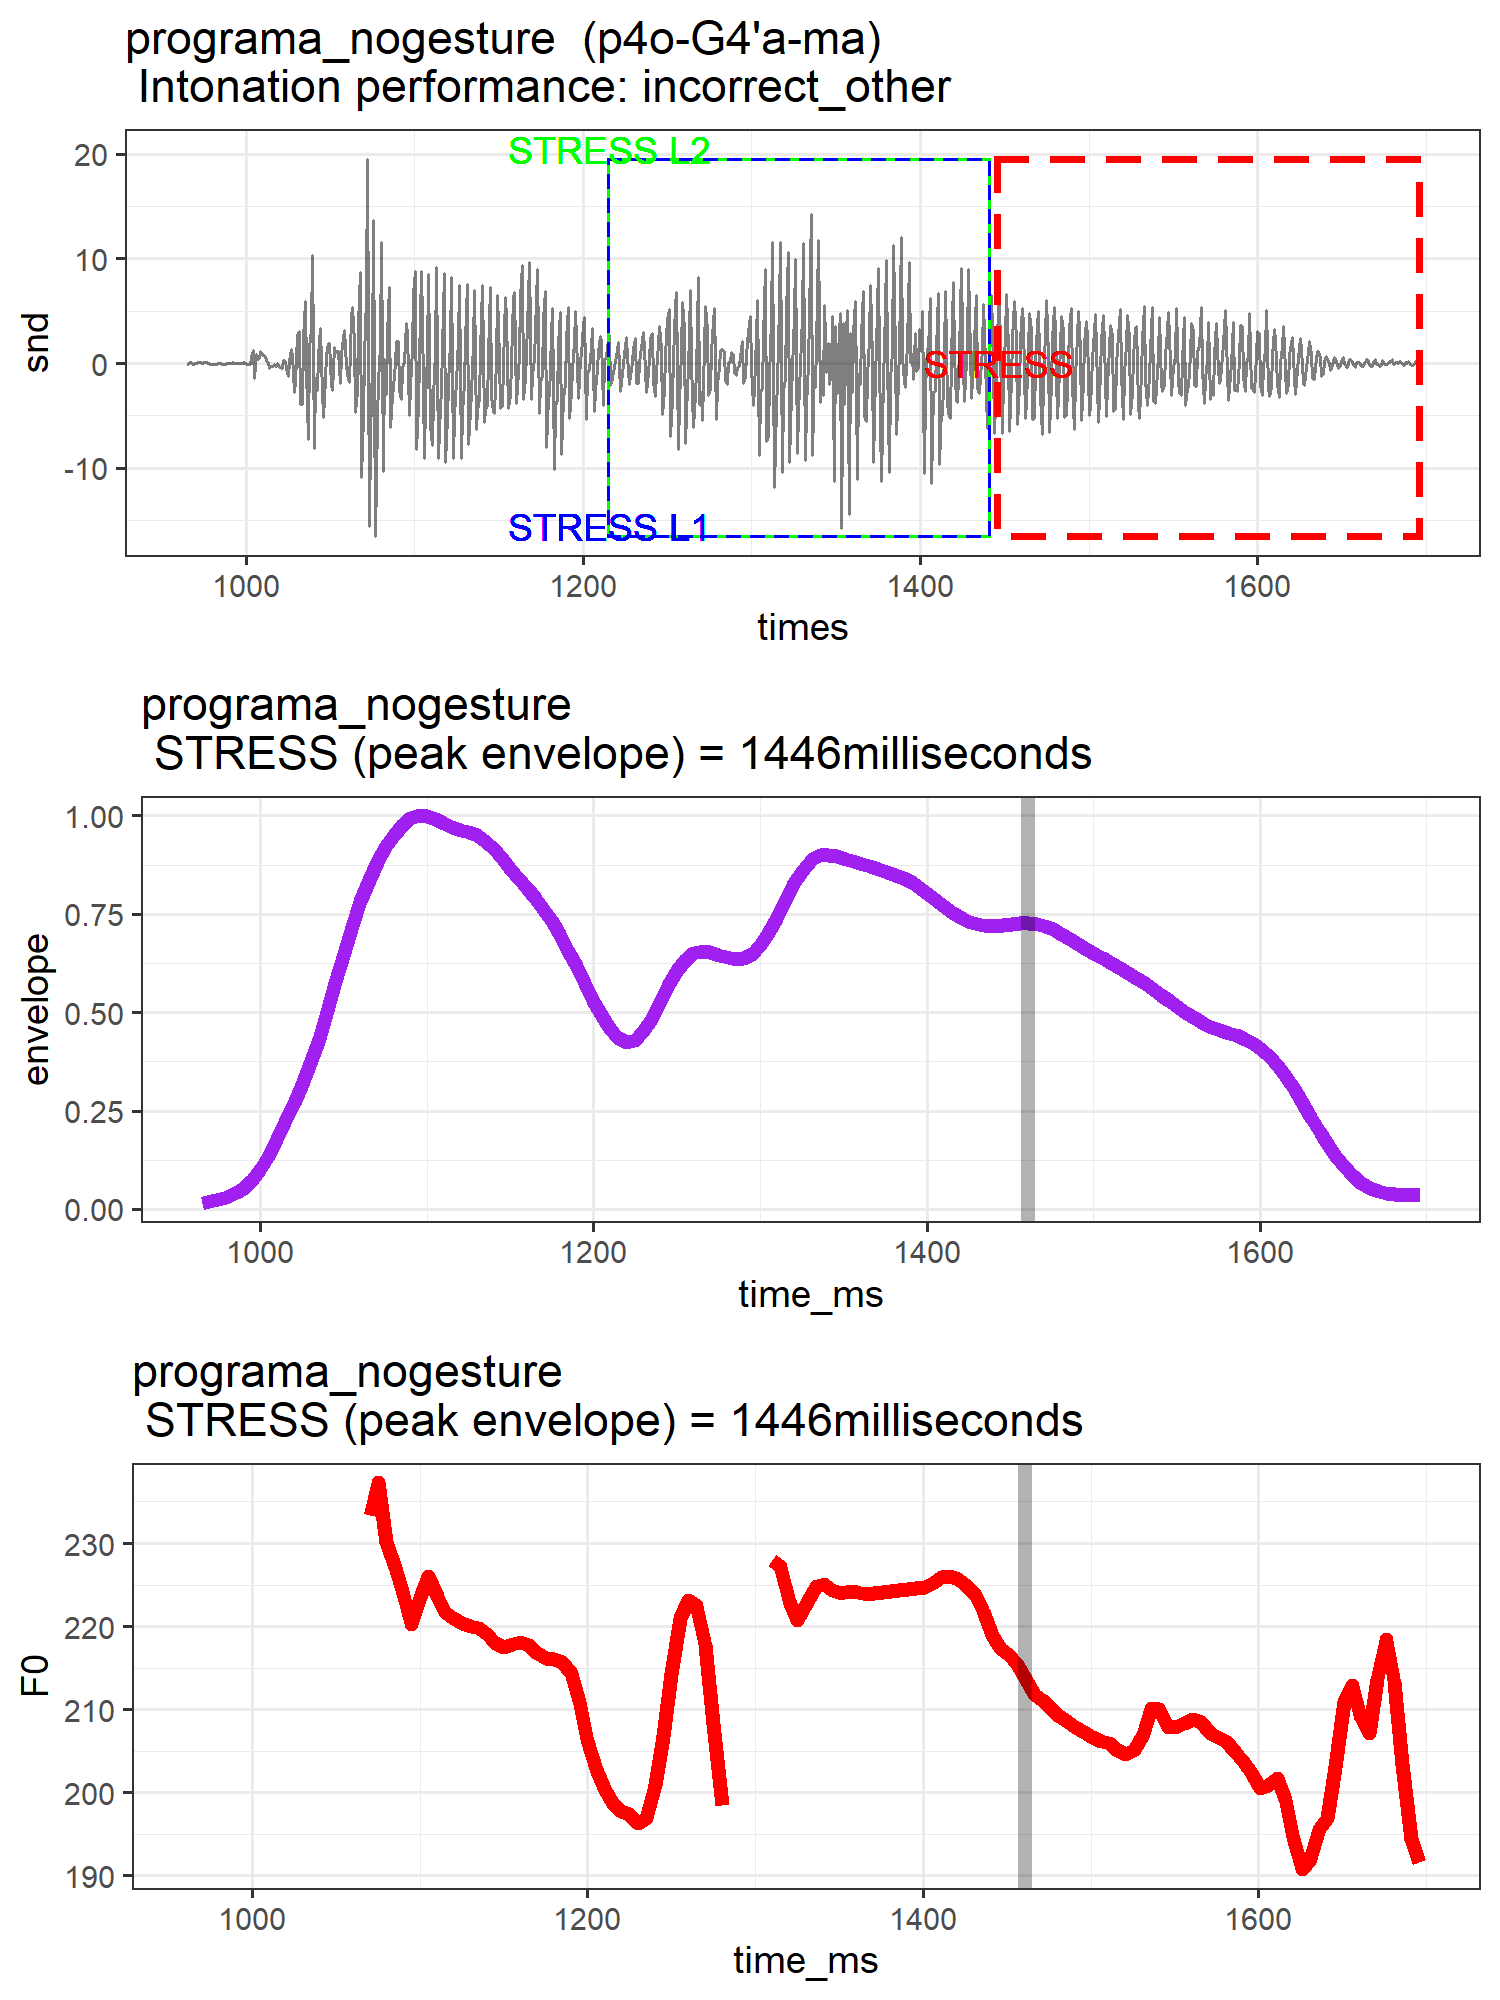 programa_nogesture  (p4o-G4'a-ma)
Intonation performance: incorrect_other
STRESS L2
STRESS
STRESS L1
20
10
0
-10
snd
1000 1200 1400 1600
times
programa_nogesture
STRESS (peak envelope) = 1446milliseconds
1.00
0.75
0.50
0.25
0.00
envelope
1000 1200 1400 1600
time_ms
programa_nogesture
STRESS (peak envelope) = 1446milliseconds
230
220
210
200
190
F0
1000 1200 1400 1600
time_ms